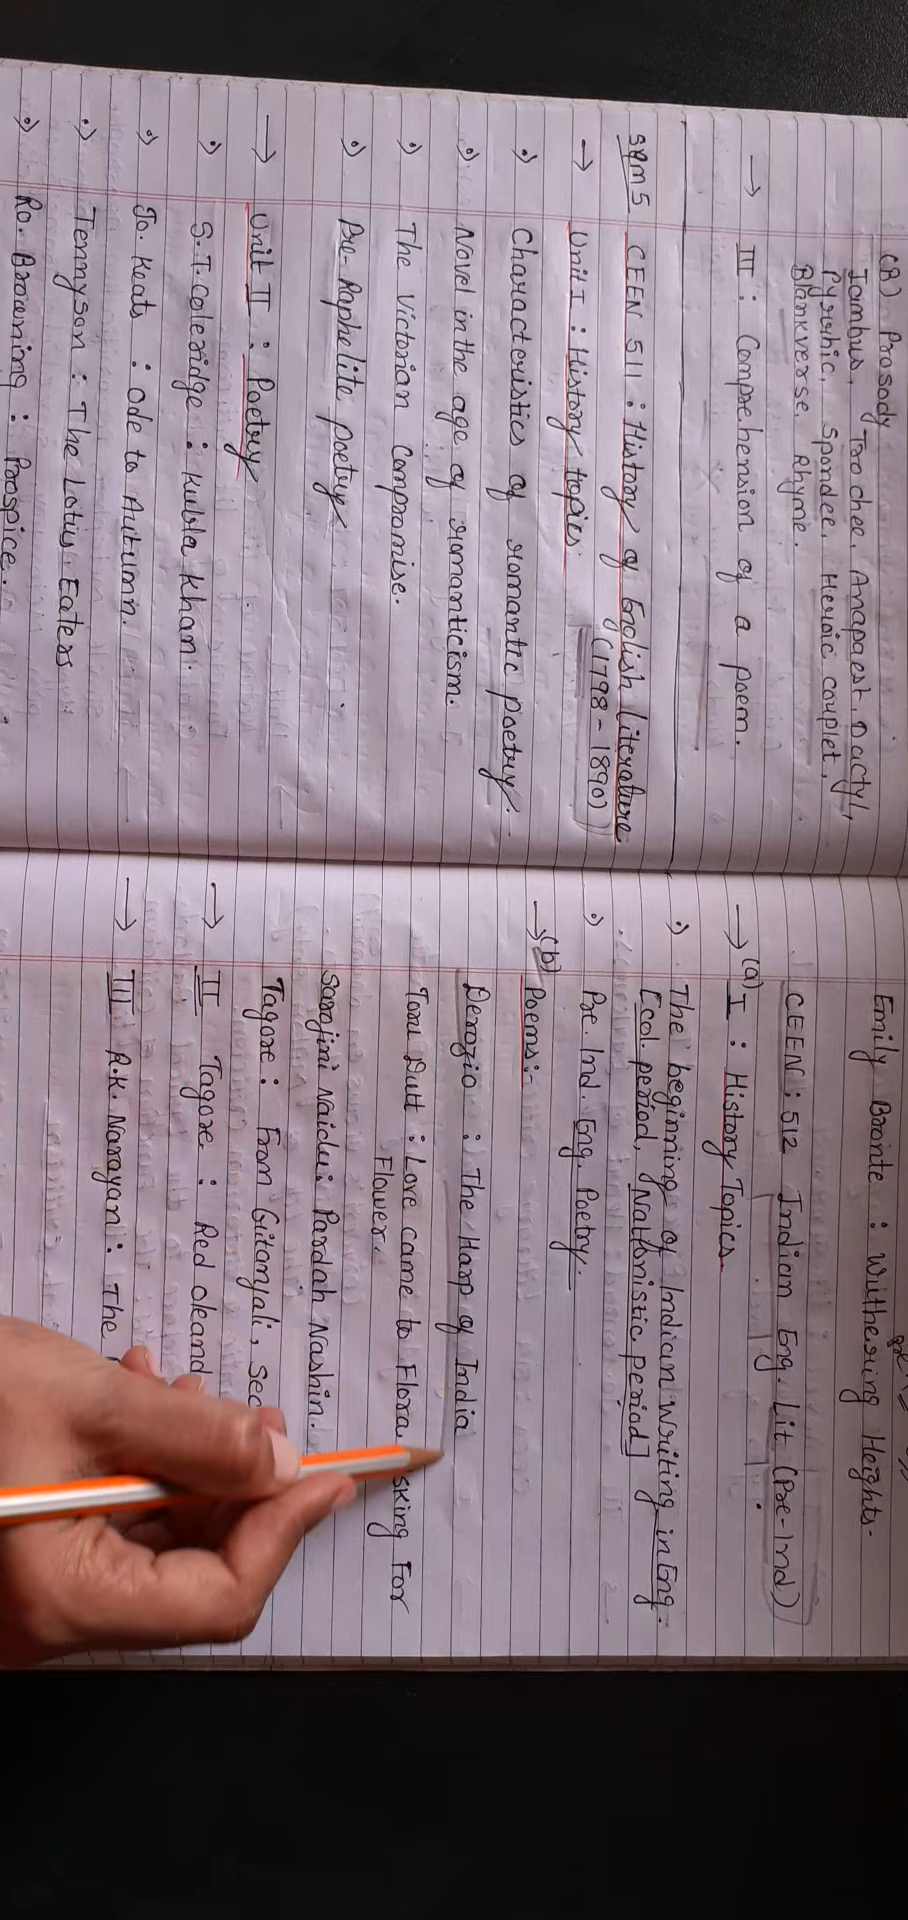 (B) Prosody
Iambus, Trochee, Anapaest, Dactyl,
Pyrrhic, Spondee, Heroic couplet,
Blankverse, Rhyme.
→ III : Comprehension of a poem.
sem 5 CEEN 511 : History of English literature
(1798 - 1890)
→ Unit I : History topics
Characteristics of romantic poetry.
Novel in the age of romanticism.
The Victorian Compromise.
Pre-Raphelite poetry
→ Unit II : Poetry
S.T. Coleridge : Kubla Khan.
Jo. Keats : Ode to Autumn.
Tennyson : The Lotus Eaters
Ro. Browning : Prospice.
Emily Bronte : Wuthering Heights.
CEEN : 512 Indian Eng. Lit (Pre-Ind)
→ (a) I : History Topics
The beginning of Indian writing in Eng.
[Col period, Nationistic period]
Pre. Ind. Eng. Poetry.
→ (b) Poems:-
Derozio : The Harp of India
Toru Dutt : Love came to Flora sking For
Flower.
Sarojini Naidu : Pardah Nashin.
Tagore : From Gitanjali, Sec
→ II Tagore : Red oleand
→ III R.K. Narayan : The